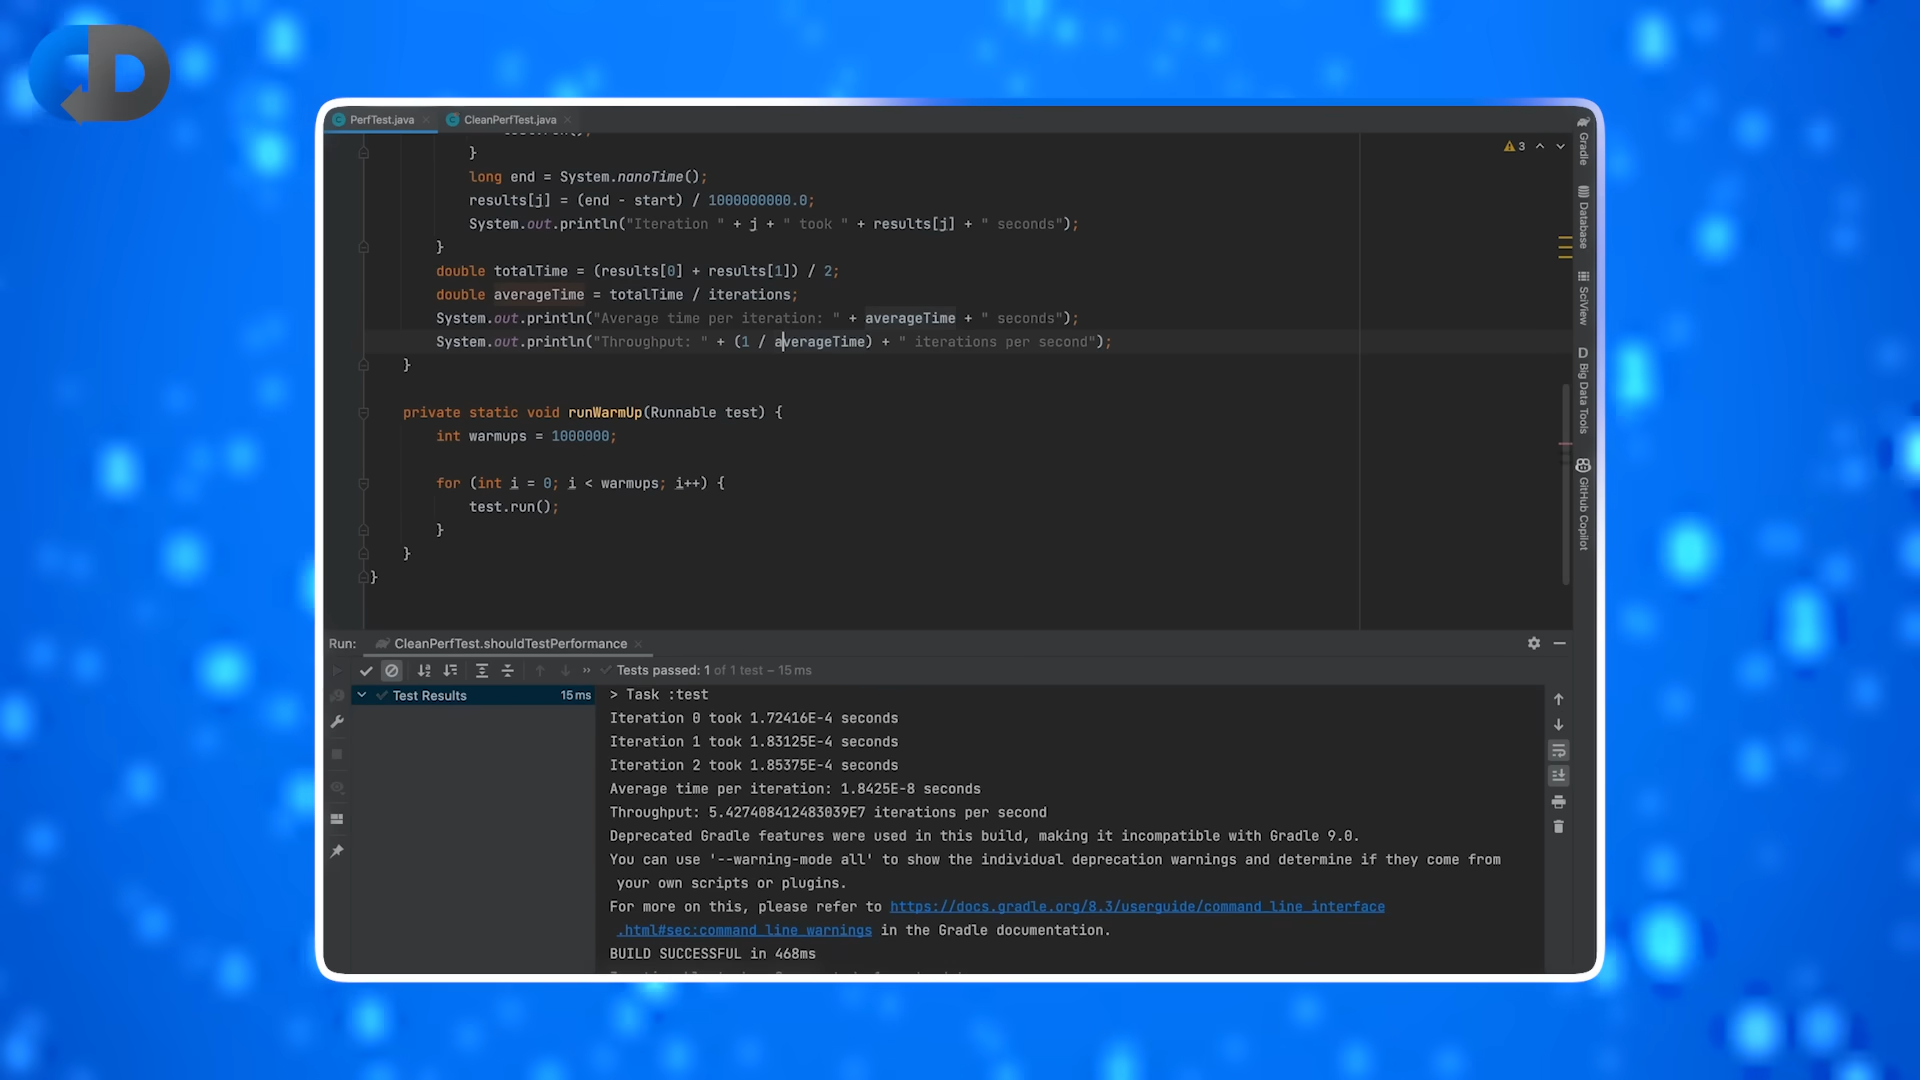 D
PerfTest.java
CleanPerfTest.java
}
long end = System.nanoTime();
results[j] = (end - start) / 1000000000.0;
System.out.println("Iteration " + j + " took " + results[j] + " seconds");
}
double totalTime = (results[0] + results[1]) / 2;
double averageTime = totalTime / iterations;
System.out.println("Average time per iteration: " + averageTime + " seconds");
System.out.println("Throughput: " + (1 / averageTime) + " iterations per second");
}
private static void runWarmUp(Runnable test) {
int warmups = 1000000;
for (int i = 0; i < warmups; i++) {
test.run();
}
}
}
3
Gradle
Database
SciView
D Big Data Tools
GitHub Copilot
Run:
CleanPerfTest.shouldTestPerformance
Tests passed: 1 of 1 test – 15 ms
Test Results
15 ms
> Task :test
Iteration 0 took 1.72416E-4 seconds
Iteration 1 took 1.83125E-4 seconds
Iteration 2 took 1.85375E-4 seconds
Average time per iteration: 1.8425E-8 seconds
Throughput: 5.427408412483039E7 iterations per second
Deprecated Gradle features were used in this build, making it incompatible with Gradle 9.0.
You can use '--warning-mode all' to show the individual deprecation warnings and determine if they come from
your own scripts or plugins.
For more on this, please refer to https://docs.gradle.org/8.3/userguide/command_line_interface
.html#sec:command_line_warnings in the Gradle documentation.
BUILD SUCCESSFUL in 468ms